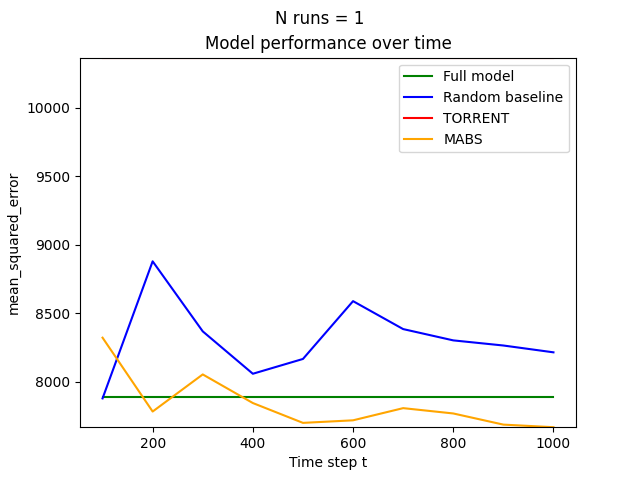 N runs = 1
Model performance over time
Full model
Random baseline
TORRENT
MABS
mean_squared_error
10000
9500
9000
8500
8000
200
400
600
800
1000
Time step t